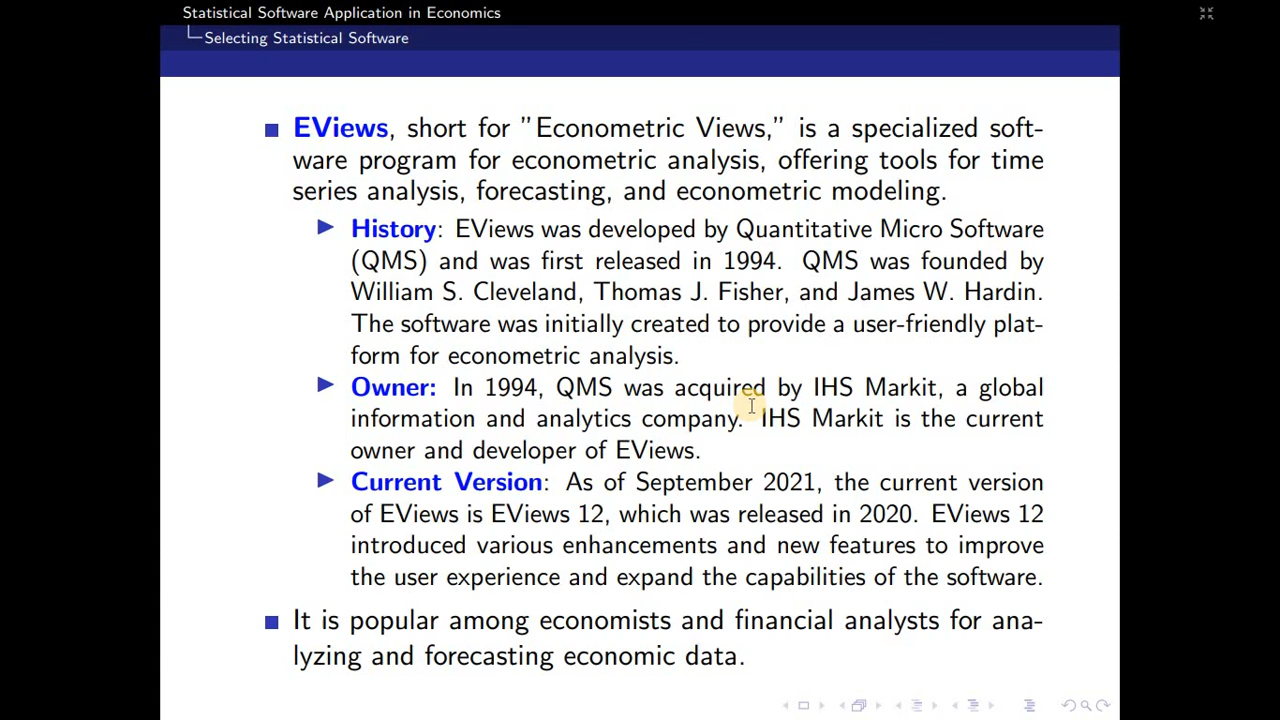 Statistical Software Application in Economics
Selecting Statistical Software
EViews, short for ”Econometric Views,” is a specialized soft-
ware program for econometric analysis, offering tools for time
series analysis, forecasting, and econometric modeling.
History: EViews was developed by Quantitative Micro Software
(QMS) and was first released in 1994. QMS was founded by
William S. Cleveland, Thomas J. Fisher, and James W. Hardin.
The software was initially created to provide a user-friendly plat-
form for econometric analysis.
Owner: In 1994, QMS was acquired by IHS Markit, a global
information and analytics company. IHS Markit is the current
owner and developer of EViews.
Current Version: As of September 2021, the current version
of EViews is EViews 12, which was released in 2020. EViews 12
introduced various enhancements and new features to improve
the user experience and expand the capabilities of the software.
It is popular among economists and financial analysts for ana-
lyzing and forecasting economic data.